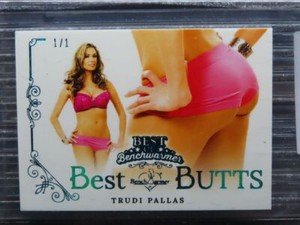 1/1
BEST
OF
Benchwarmer
Best BUTTS
TRUDI PALLAS